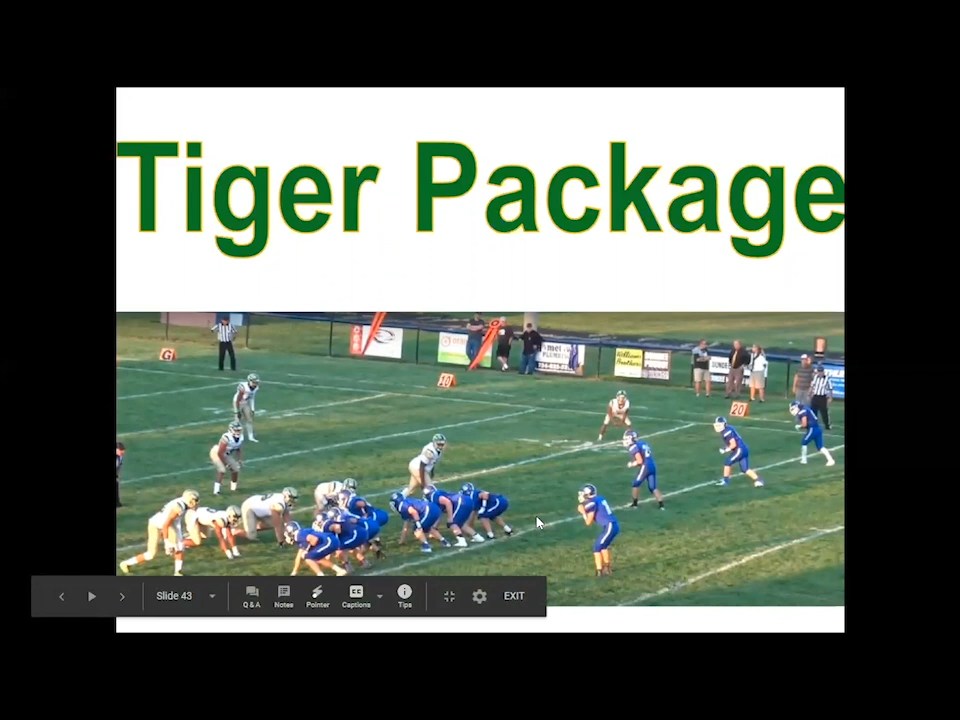 Tiger Package
G
10
20
Slide 43
Q & A
Notes
Pointer
Captions
Tips
EXIT